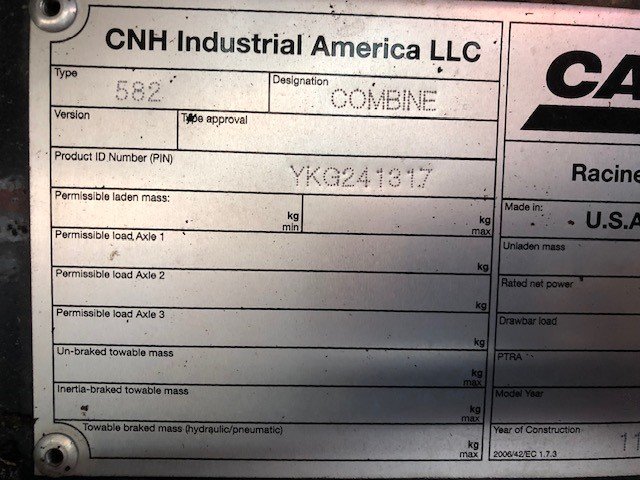 CNH Industrial America LLC
Type 582
Designation COMBINE
Version
Type approval
Product ID Number (PIN) YKG241317
Permissible laden mass: kg min kg max
Permissible load, Axle 1 kg
Permissible load Axle 2 kg
Permissible load Axle 3 kg
Un-braked towable mass kg max
Inertia-braked towable mass kg max
Towable braked mass (hydraulic/pneumatic) kg max
CA
Racine
Made in: U.S.A
Unladen mass
Rated net power
Drawbar load
PTRA
Model Year
Year of Construction 11
2006/42/EC 1.7.3